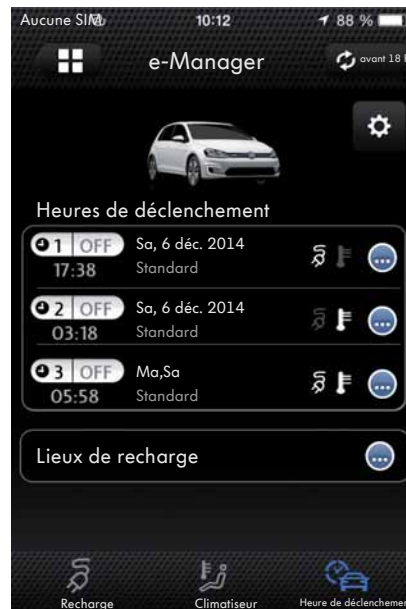 Aucune SIM 10:12 88 %
e-Manager avant 18
Heures de déclenchement
1 OFF Sa, 6 déc. 2014
17:38 Standard
2 OFF Sa, 6 déc. 2014
03:18 Standard
3 OFF Ma,Sa
05:58 Standard
Lieux de recharge
Recharge Climatiseur Heure de déclenchemen